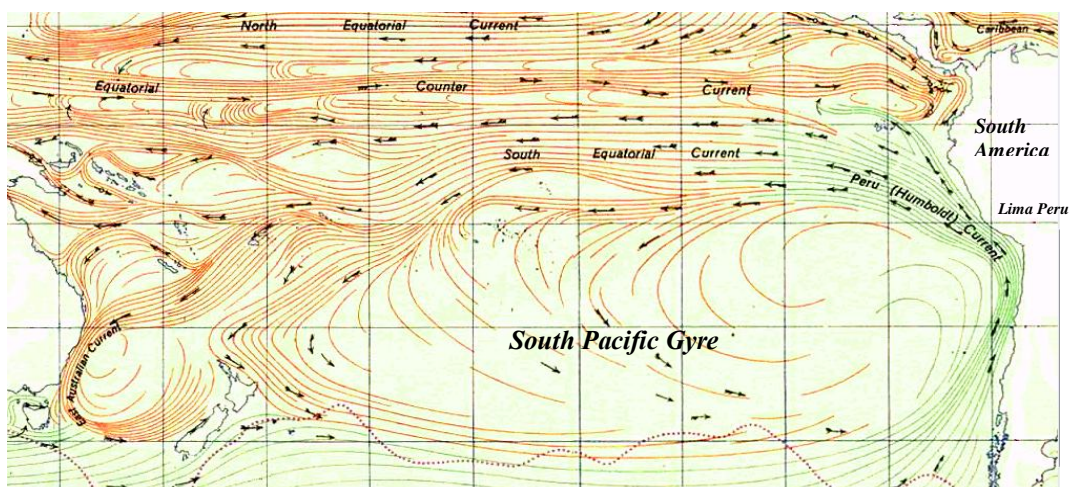 North Equatorial Current
Caribbean
Equatorial Counter Current
South
America
South Equatorial Current
Peru (Humboldt) Current
Lima Peru
South Pacific Gyre
East Australian Current